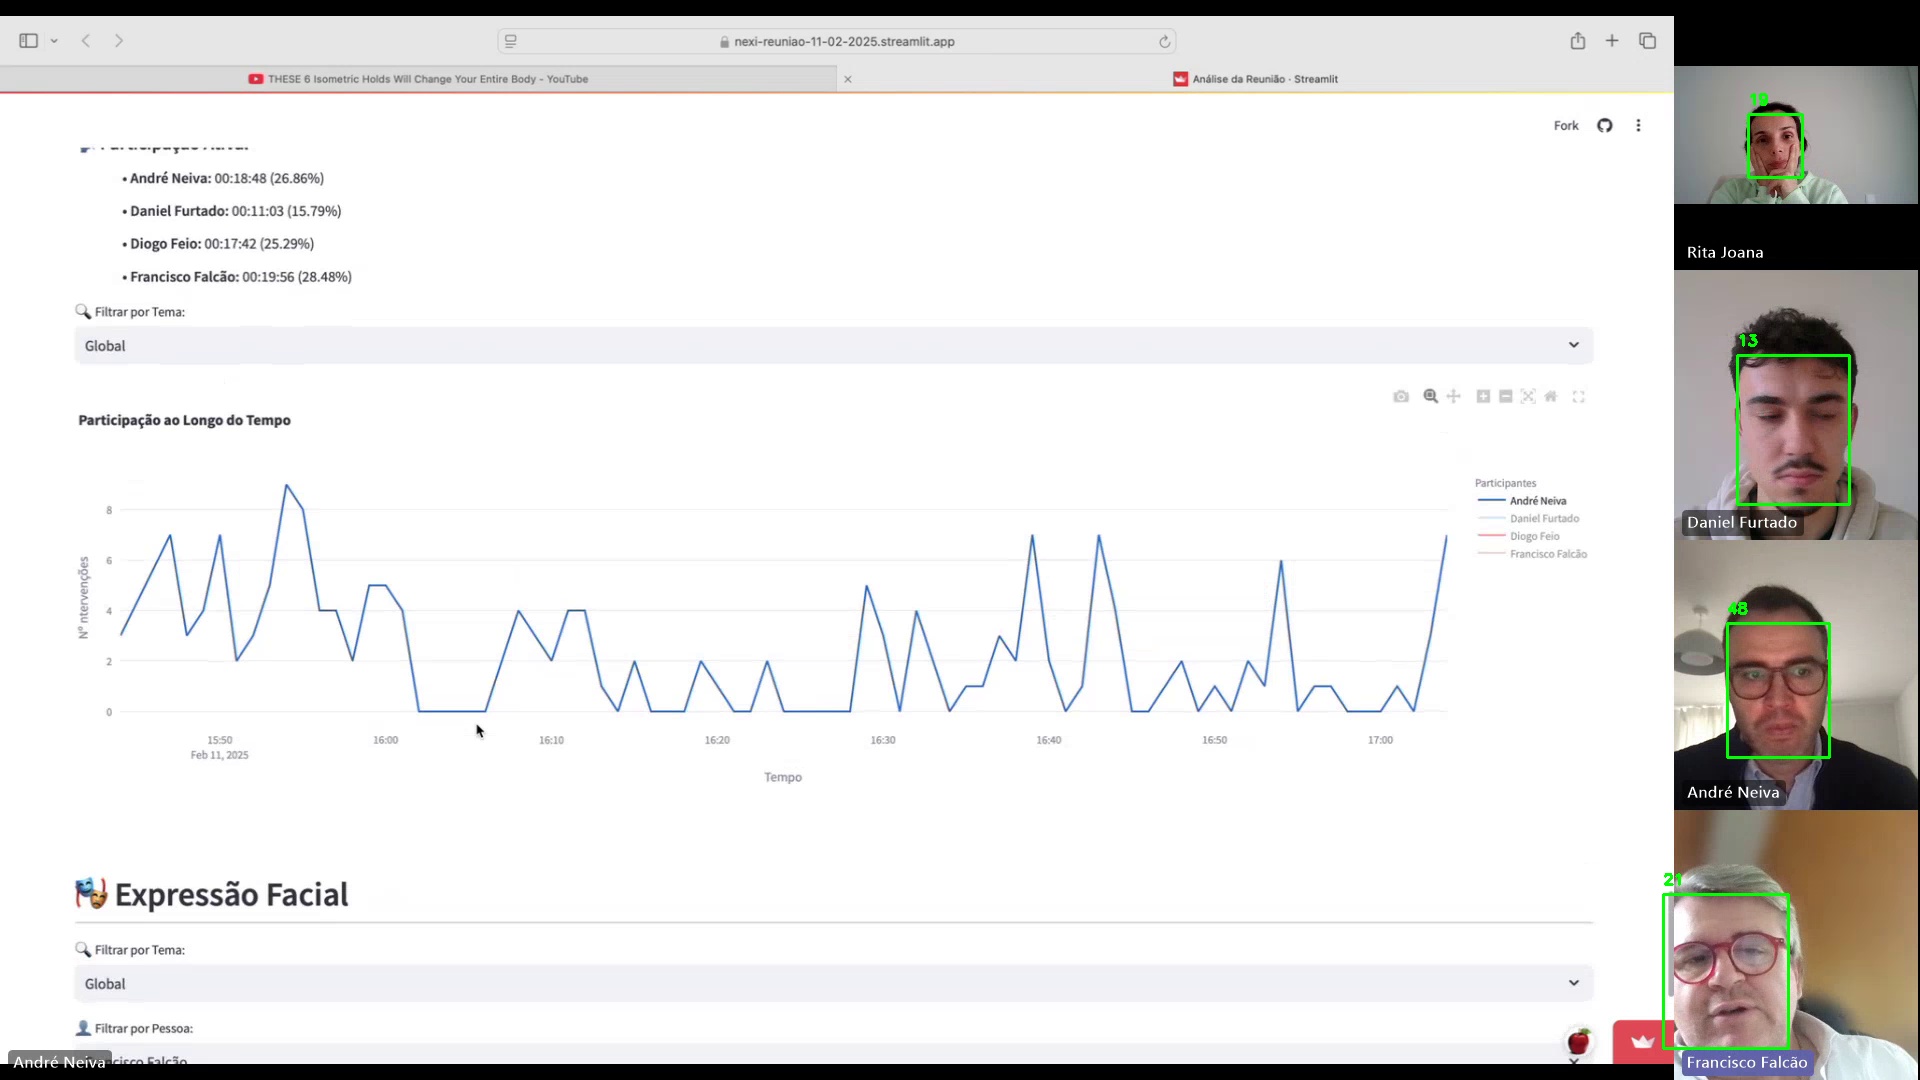 nexi-reuniao-11-02-2025.streamlit.app
THESE 6 Isometric Holds Will Change Your Entire Body - YouTube
Análise da Reunião · Streamlit
Fork
• André Neiva: 00:18:48 (26.86%)
• Daniel Furtado: 00:11:03 (15.79%)
• Diogo Feio: 00:17:42 (25.29%)
• Francisco Falcão: 00:19:56 (28.48%)
Filtrar por Tema:
Global
Participação ao Longo do Tempo
Nº ntervenções
8
6
4
2
0
15:50
Feb 11, 2025
16:00
16:10
16:20
16:30
16:40
16:50
17:00
Tempo
Participantes
André Neiva
Daniel Furtado
Diogo Feio
Francisco Falcão
Expressão Facial
Filtrar por Tema:
Global
Filtrar por Pessoa:
André Neiva
19
Rita Joana
13
Daniel Furtado
48
André Neiva
21
Francisco Falcão